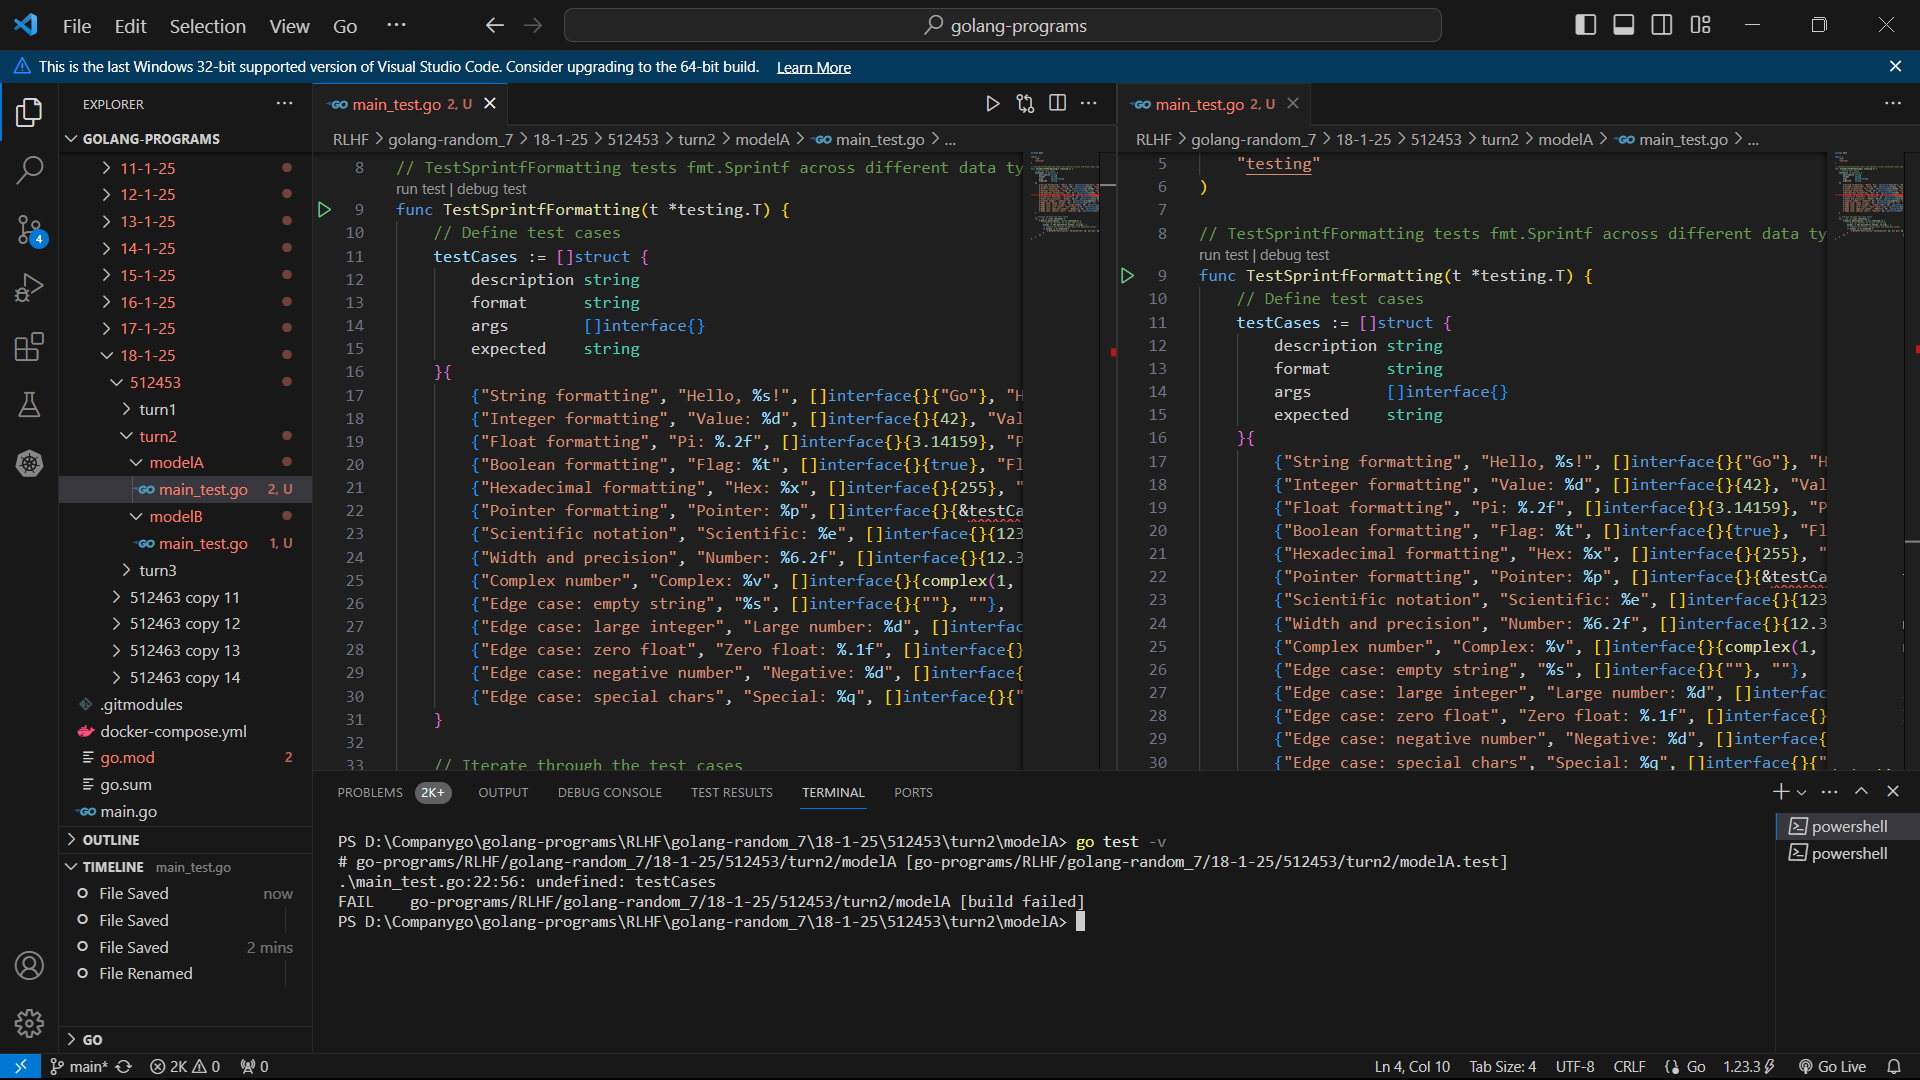 File Edit Selection View Go ···
golang-programs
This is the last Windows 32-bit supported version of Visual Studio Code. Consider upgrading to the 64-bit build. Learn More
EXPLORER
GOLANG-PROGRAMS
11-1-25
12-1-25
13-1-25
14-1-25
15-1-25
16-1-25
17-1-25
18-1-25
512453
turn1
turn2
modelA
main_test.go 2, U
modelB
main_test.go 1, U
turn3
512463 copy 11
512463 copy 12
512463 copy 13
512463 copy 14
.gitmodules
docker-compose.yml
go.mod 2
go.sum
main.go
OUTLINE
TIMELINE main_test.go
File Saved now
File Saved
File Saved 2 mins
File Renamed
GO
4
main_test.go 2, U
RLHF > golang-random_7 > 18-1-25 > 512453 > turn2 > modelA > main_test.go > ...
8 // TestSprintfFormatting tests fmt.Sprintf across different data ty
run test | debug test
9 func TestSprintfFormatting(t *testing.T) {
10 // Define test cases
11 testCases := []struct {
12 description string
13 format string
14 args []interface{}
15 expected string
16 }{
17 {"String formatting", "Hello, %s!", []interface{}{"Go"}, "H
18 {"Integer formatting", "Value: %d", []interface{}{42}, "Val
19 {"Float formatting", "Pi: %.2f", []interface{}{3.14159}, "P
20 {"Boolean formatting", "Flag: %t", []interface{}{true}, "Fl
21 {"Hexadecimal formatting", "Hex: %x", []interface{}{255}, "
22 {"Pointer formatting", "Pointer: %p", []interface{}{&testCa
23 {"Scientific notation", "Scientific: %e", []interface{}{123
24 {"Width and precision", "Number: %6.2f", []interface{}{12.3
25 {"Complex number", "Complex: %v", []interface{}{complex(1,
26 {"Edge case: empty string", "%s", []interface{}{""}, ""},
27 {"Edge case: large integer", "Large number: %d", []interfac
28 {"Edge case: zero float", "Zero float: %.1f", []interface{}
29 {"Edge case: negative number", "Negative: %d", []interface{
30 {"Edge case: special chars", "Special: %q", []interface{}{"
31 }
32
33 // Iterate through the test cases
main_test.go 2, U
RLHF > golang-random_7 > 18-1-25 > 512453 > turn2 > modelA > main_test.go > ...
5 "testing"
6 )
7
8 // TestSprintfFormatting tests fmt.Sprintf across different data ty
run test | debug test
9 func TestSprintfFormatting(t *testing.T) {
10 // Define test cases
11 testCases := []struct {
12 description string
13 format string
14 args []interface{}
15 expected string
16 }{
17 {"String formatting", "Hello, %s!", []interface{}{"Go"}, "H
18 {"Integer formatting", "Value: %d", []interface{}{42}, "Val
19 {"Float formatting", "Pi: %.2f", []interface{}{3.14159}, "P
20 {"Boolean formatting", "Flag: %t", []interface{}{true}, "Fl
21 {"Hexadecimal formatting", "Hex: %x", []interface{}{255}, "
22 {"Pointer formatting", "Pointer: %p", []interface{}{&testCa
23 {"Scientific notation", "Scientific: %e", []interface{}{123
24 {"Width and precision", "Number: %6.2f", []interface{}{12.3
25 {"Complex number", "Complex: %v", []interface{}{complex(1,
26 {"Edge case: empty string", "%s", []interface{}{""}, ""},
27 {"Edge case: large integer", "Large number: %d", []interfac
28 {"Edge case: zero float", "Zero float: %.1f", []interface{}
29 {"Edge case: negative number", "Negative: %d", []interface{
30 {"Edge case: special chars", "Special: %q", []interface{}{"
PROBLEMS 2K+ OUTPUT DEBUG CONSOLE TEST RESULTS TERMINAL PORTS
PS D:\Companygo\golang-programs\RLHF\golang-random_7\18-1-25\512453\turn2\modelA> go test -v
# go-programs/RLHF/golang-random_7/18-1-25/512453/turn2/modelA [go-programs/RLHF/golang-random_7/18-1-25/512453/turn2/modelA.test]
.\main_test.go:22:56: undefined: testCases
FAIL go-programs/RLHF/golang-random_7/18-1-25/512453/turn2/modelA [build failed]
PS D:\Companygo\golang-programs\RLHF\golang-random_7\18-1-25\512453\turn2\modelA>
powershell
powershell
main* 2K 0 0
Ln 4, Col 10 Tab Size: 4 UTF-8 CRLF Go 1.23.3 Go Live